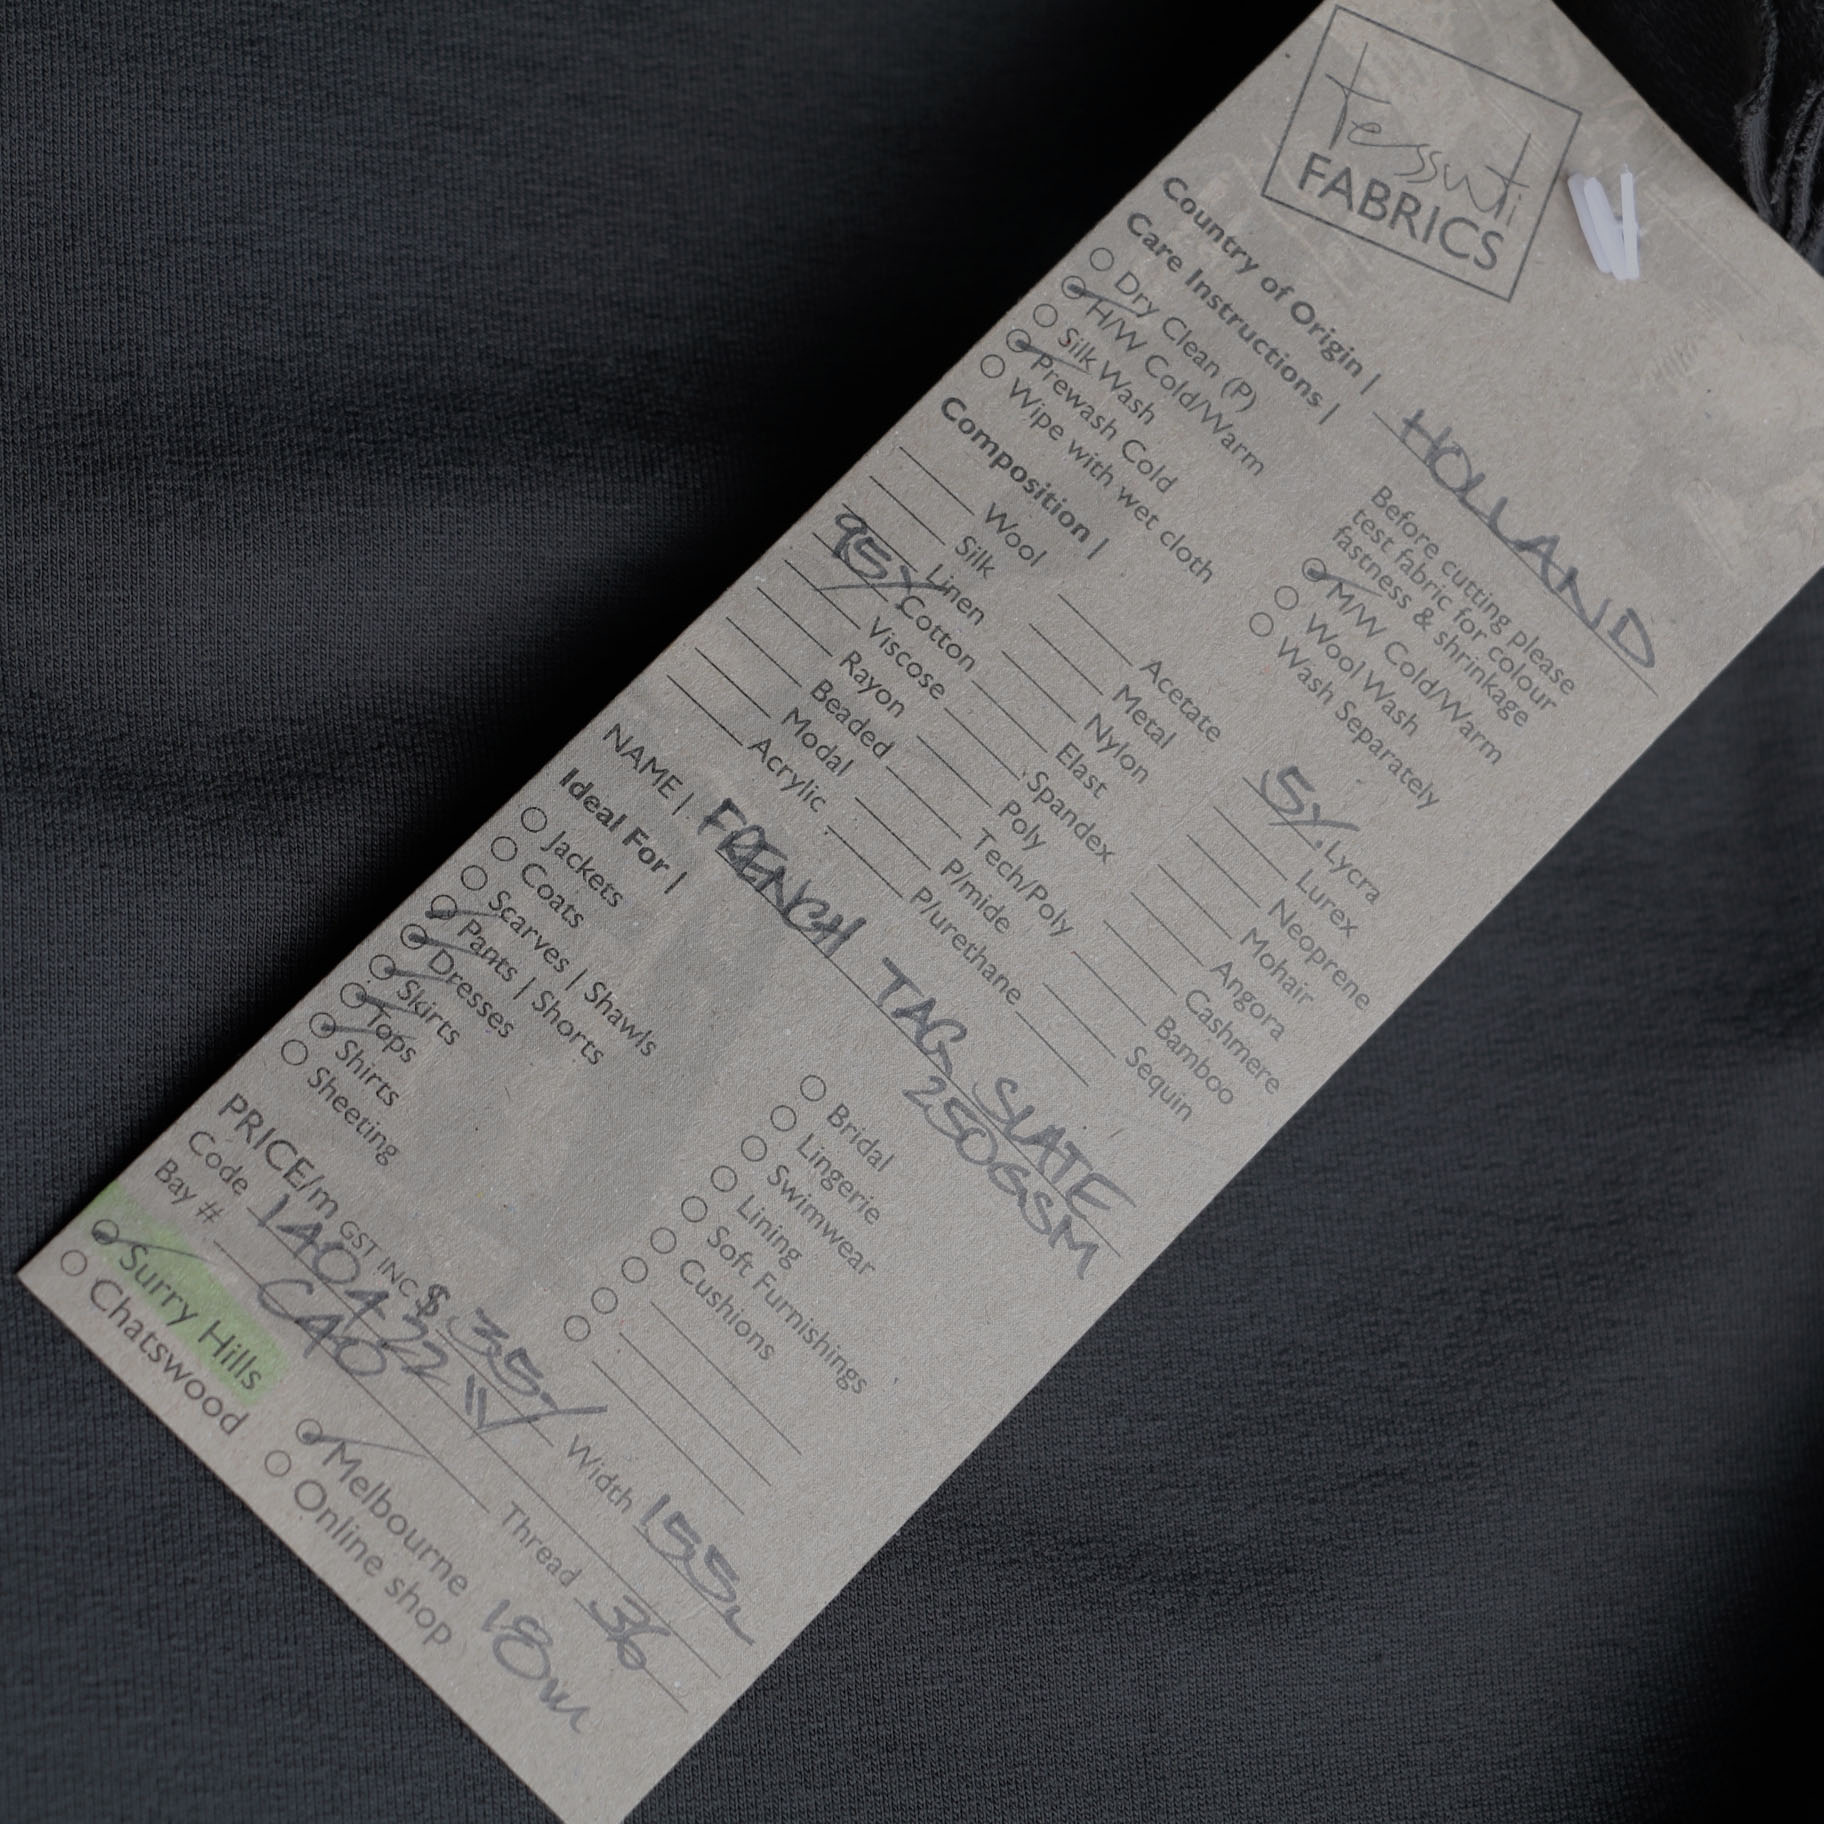 tessuti
FABRICS
Country of Origin | HOLLAND
Care Instructions |
Before cutting please
test fabric for colour
fastness & shrinkage
Dry Clean (P)
H/W Cold/Warm
M/W Cold/Warm
Silk Wash
Wool Wash
Prewash Cold
Wash Separately
Wipe with wet cloth
Composition |
Wool
Acetate
5% Lycra
Silk
Metal
Lurex
Linen
Nylon
Neoprene
95% Cotton
Elast
Mohair
Viscose
Spandex
Angora
Rayon
Poly
Cashmere
Beaded
Tech/Poly
Bamboo
Modal
P/mide
Sequin
Acrylic
P/urethane
NAME | FRENCH TAG SLATE
250GSM
Ideal For |
Jackets
Bridal
Coats
Lingerie
Scarves | Shawls
Swimwear
Pants | Shorts
Lining
Dresses
Soft Furnishings
Skirts
Cushions
Tops
Shirts
Sheeting
PRICE/m GST INC $ 35- Width 155
Code 140422 Thread 36
Bay # CAO
Surry Hills
Melbourne
Chatswood
Online shop
18m